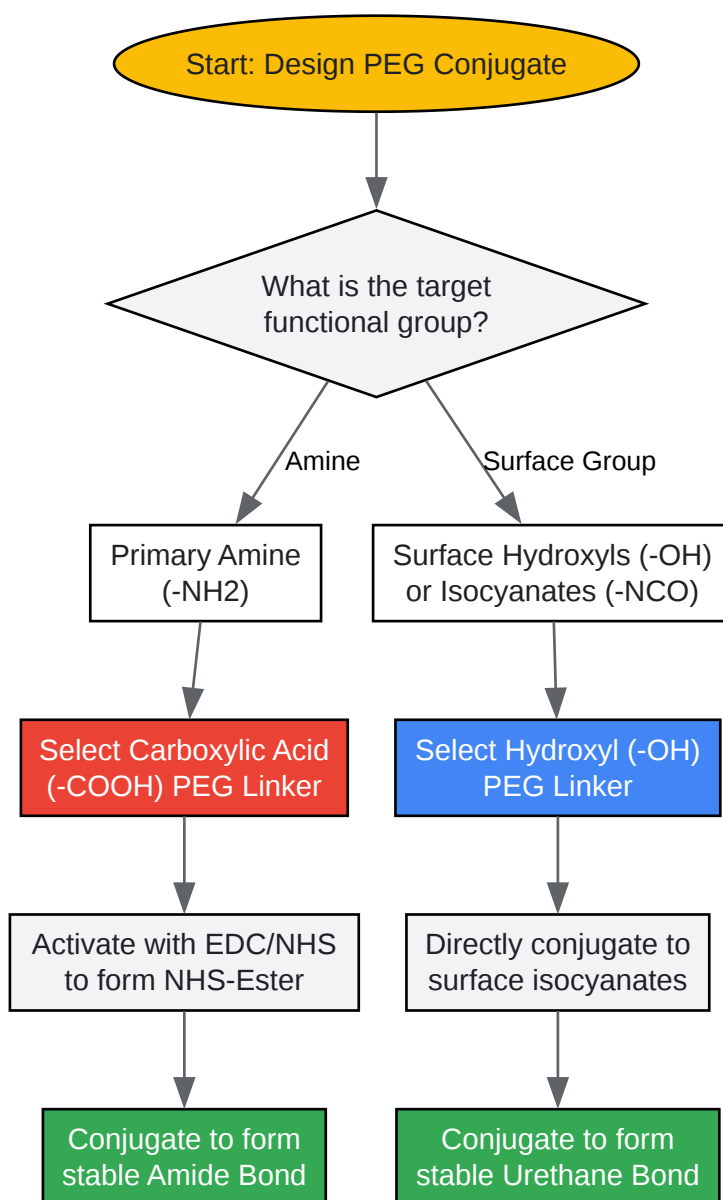 Start: Design PEG Conjugate
What is the target
functional group?
Amine
Surface Group
Primary Amine
(-NH2)
Surface Hydroxyls (-OH)
or Isocyanates (-NCO)
Select Carboxylic Acid
(-COOH) PEG Linker
Select Hydroxyl (-OH)
PEG Linker
Activate with EDC/NHS
to form NHS-Ester
Directly conjugate to
surface isocyanates
Conjugate to form
stable Amide Bond
Conjugate to form
stable Urethane Bond